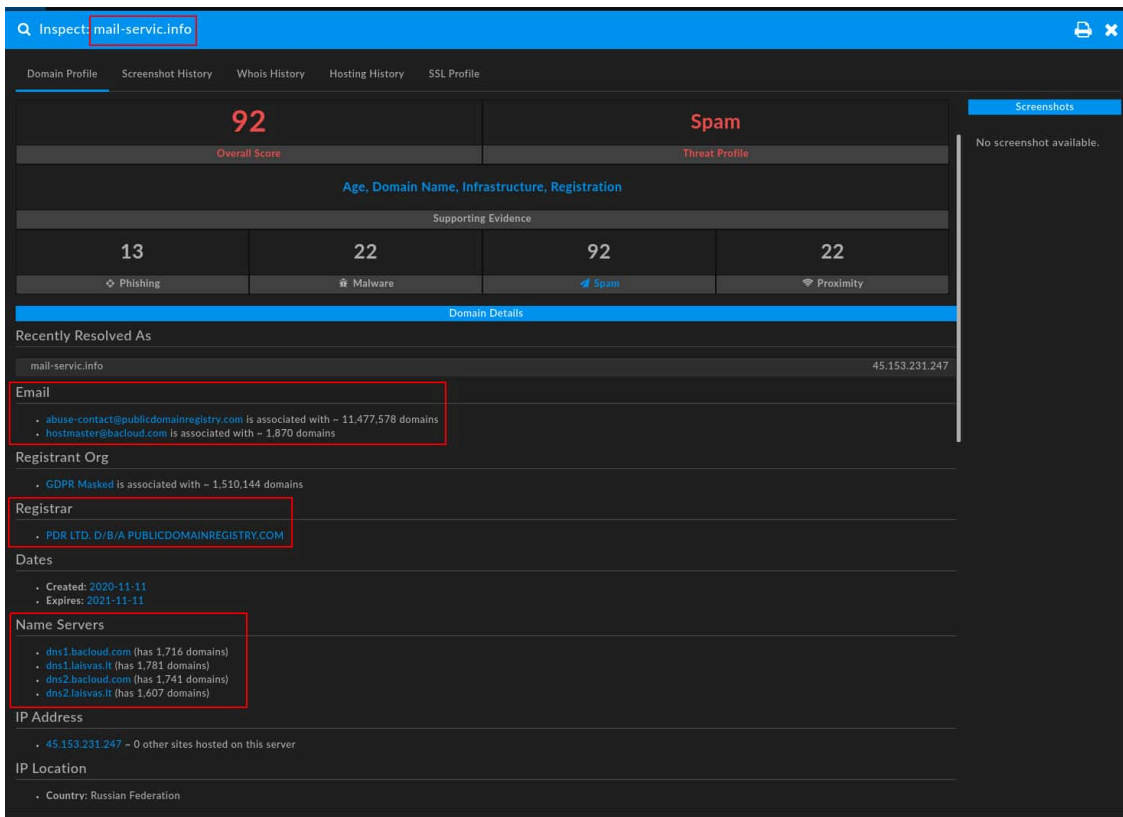 Inspect: mail-servic.info
Domain Profile Screenshot History Whois History Hosting History SSL Profile
92 Spam
Overall Score Threat Profile
Age, Domain Name, Infrastructure, Registration
Supporting Evidence
13 22 92 22
Phishing Malware Spam Proximity
Screenshots
No screenshot available.
Domain Details
Recently Resolved As
mail-servic.info 45.153.231.247
Email
• abuse-contact@publicdomainregistry.com is associated with ~ 11,477,578 domains
• hostmaster@bacloud.com is associated with ~ 1,870 domains
Registrant Org
• GDPR Masked is associated with ~ 1,510,144 domains
Registrar
• PDR LTD. D/B/A PUBLICDOMAINREGISTRY.COM
Dates
• Created: 2020-11-11
• Expires: 2021-11-11
Name Servers
• dns1.bacloud.com (has 1,716 domains)
• dns1.laisvas.lt (has 1,781 domains)
• dns2.bacloud.com (has 1,741 domains)
• dns2.laisvas.lt (has 1,607 domains)
IP Address
• 45.153.231.247 ~ 0 other sites hosted on this server
IP Location
• Country: Russian Federation